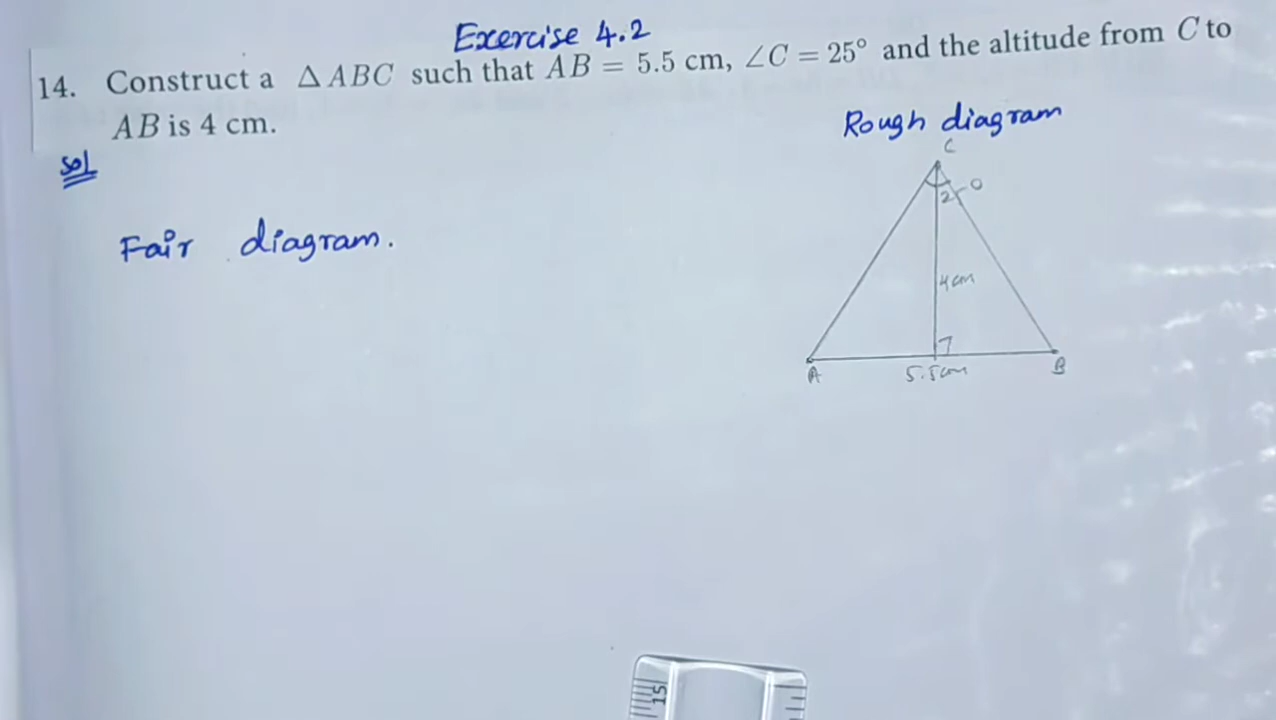 Exercise 4.2
14. Construct a ΔABC such that AB = 5.5 cm, ∠C = 25° and the altitude from C to
AB is 4 cm.
Sol
Rough diagram
C
25°
4cm
A
5.5cm
B
Fair diagram.
15